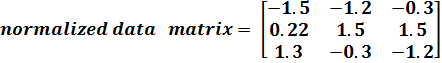 normalized data matrix = [−1.5 −1.2 −0.3
0.22 1.5 1.5
1.3 −0.3 −1.2]